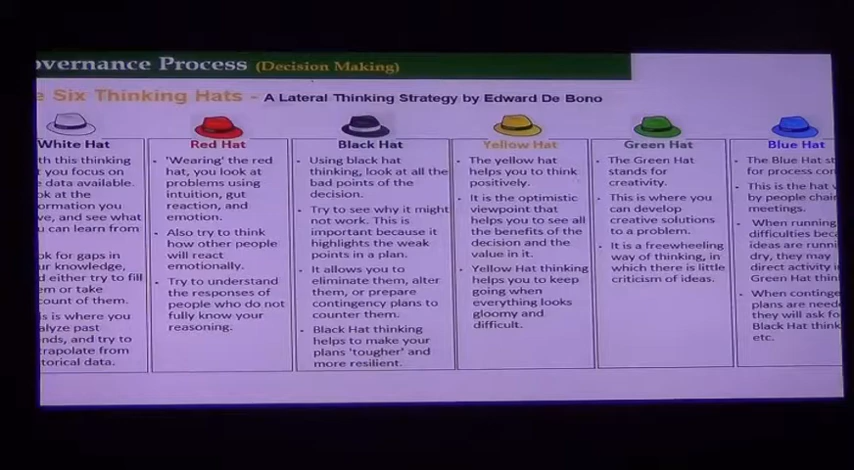 overnance Process (Decision Making)
e Six Thinking Hats - A Lateral Thinking Strategy by Edward De Bono
White Hat
th this thinking
t you focus on
e data available.
ok at the
ormation you
ve, and see what
u can learn from
ok for gaps in
ur knowledge,
d either try to fill
em or take
count of them.
is is where you
alyze past
nds, and try to
trapolate from
torical data.
Red Hat
- 'Wearing' the red
hat, you look at
problems using
intuition, gut
reaction, and
emotion.
- Also try to think
how other people
will react
emotionally.
- Try to understand
the responses of
people who do not
fully know your
reasoning.
Black Hat
- Using black hat
thinking, look at all the
bad points of the
decision.
- Try to see why it might
not work. This is
important because it
highlights the weak
points in a plan.
- It allows you to
eliminate them, alter
them, or prepare
contingency plans to
counter them.
- Black Hat thinking
helps to make your
plans 'tougher' and
more resilient.
Yellow Hat
- The yellow hat
helps you to think
positively.
- It is the optimistic
viewpoint that
helps you to see all
the benefits of the
decision and the
value in it.
- Yellow Hat thinking
helps you to keep
going when
everything looks
gloomy and
difficult.
Green Hat
- The Green Hat
stands for
creativity.
- This is where you
can develop
creative solutions
to a problem.
- It is a freewheeling
way of thinking, in
which there is little
criticism of ideas.
Blue Hat
- The Blue Hat st
for process con
- This is the hat w
by people chair
meetings.
- When running
difficulties beca
ideas are runni
dry, they may
direct activity i
Green Hat thin
- When continge
plans are need
they will ask fo
Black Hat think
etc.